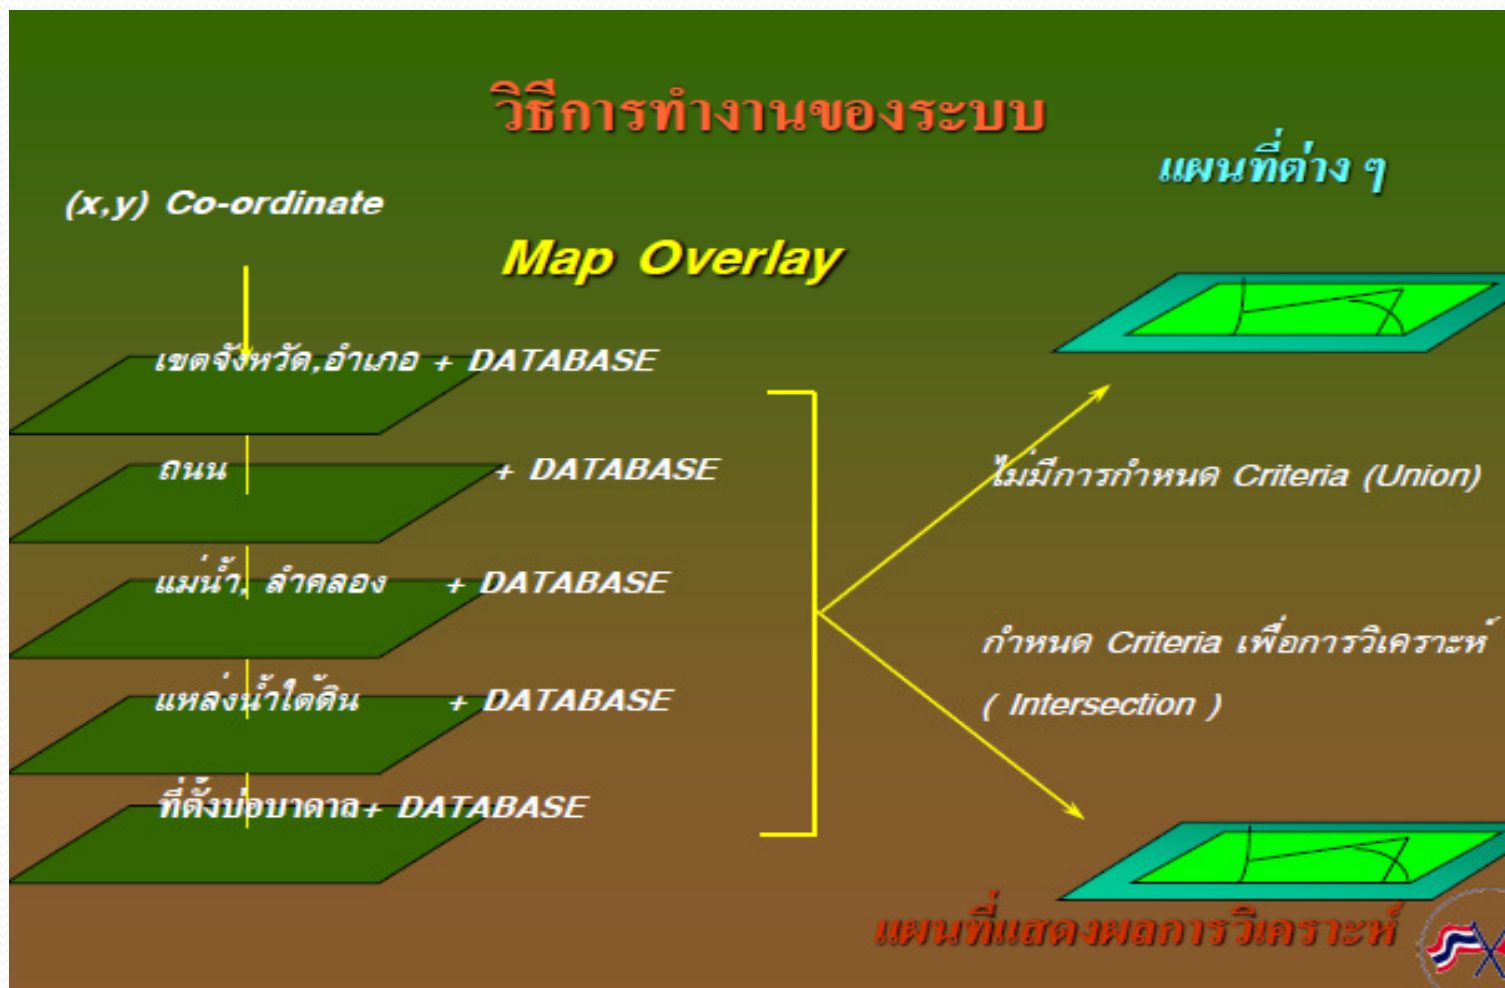 วิธีการทำงานของระบบ
แผนที่ต่าง ๆ
(x,y) Co-ordinate
Map Overlay
เขตจังหวัด,อำเภอ + DATABASE
ถนน + DATABASE
แม่น้ำ, ลำคลอง + DATABASE
แหล่งน้ำใต้ดิน + DATABASE
ที่ตั้งบ่อบาดาล+ DATABASE
ไม่มีการกำหนด Criteria (Union)
กำหนด Criteria เพื่อการวิเคราะห์
( Intersection )
แผนที่แสดงผลการวิเคราะห์